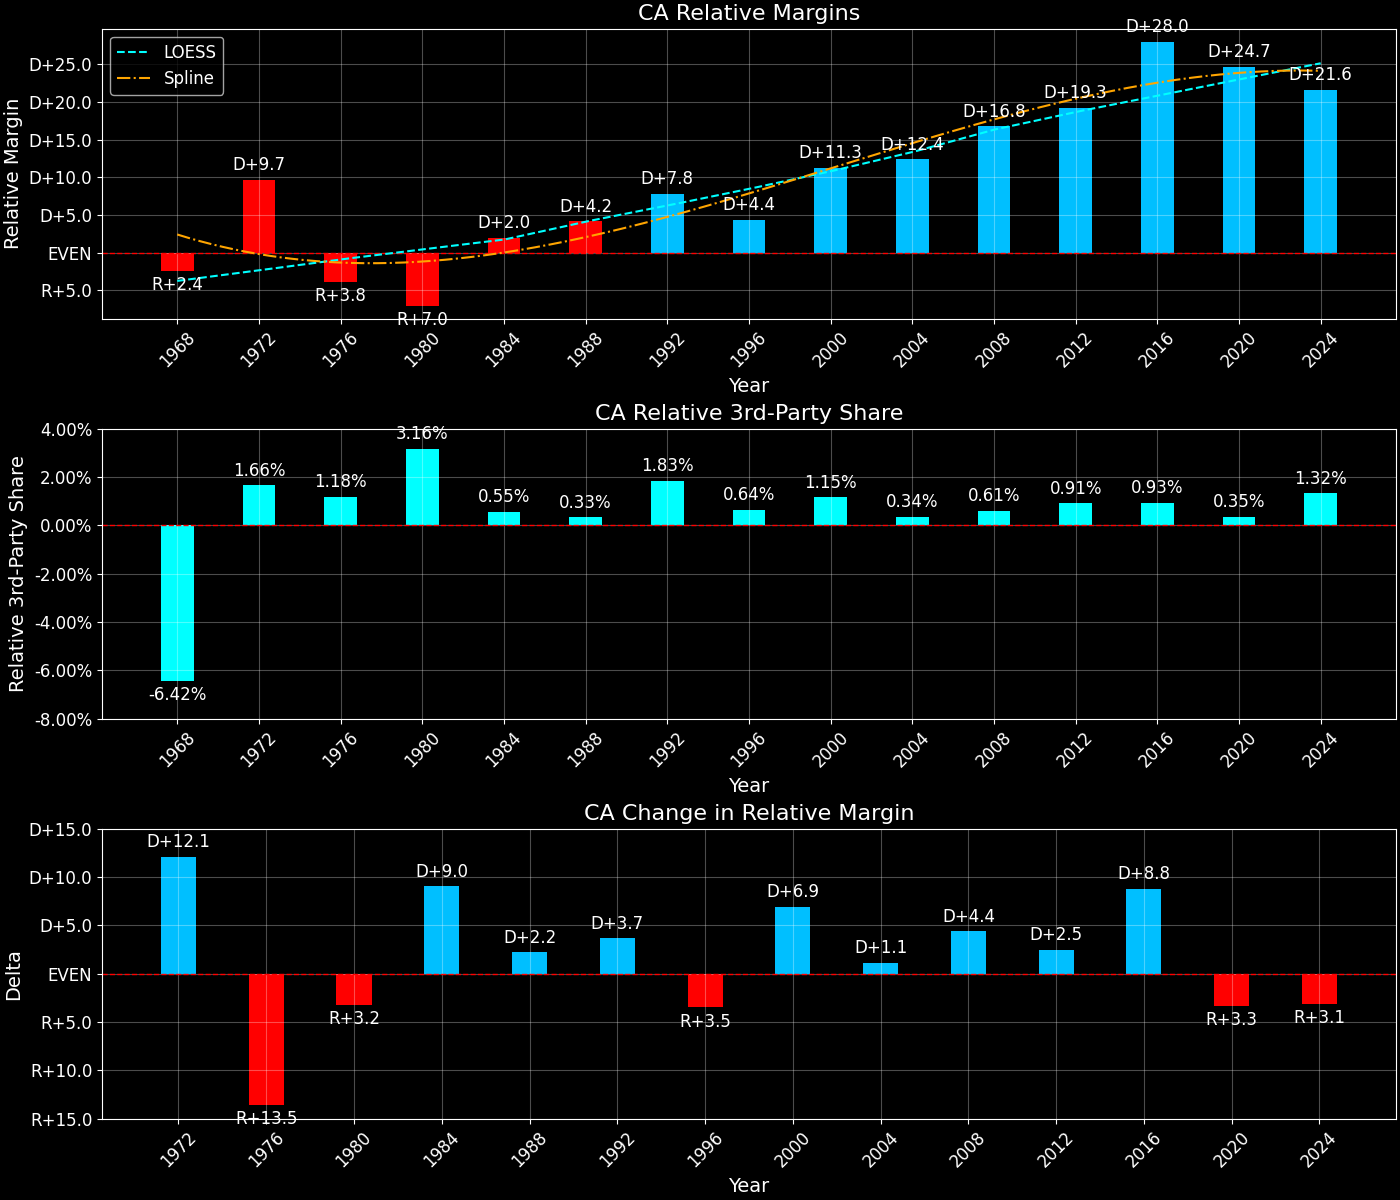 CA Relative Margins
LOESS
Spline
Relative Margin
D+25.0
D+20.0
D+15.0
D+10.0
D+5.0
EVEN
R+5.0
R+2.4
D+9.7
R+3.8
R+7.0
D+2.0
D+4.2
D+7.8
D+4.4
D+11.3
D+12.4
D+16.8
D+19.3
D+28.0
D+24.7
D+21.6
1968
1972
1976
1980
1984
1988
1992
1996
2000
2004
2008
2012
2016
2020
2024
Year
CA Relative 3rd-Party Share
Relative 3rd-Party Share
4.00%
2.00%
0.00%
-2.00%
-4.00%
-6.00%
-8.00%
-6.42%
1.66%
1.18%
3.16%
0.55%
0.33%
1.83%
0.64%
1.15%
0.34%
0.61%
0.91%
0.93%
0.35%
1.32%
1968
1972
1976
1980
1984
1988
1992
1996
2000
2004
2008
2012
2016
2020
2024
Year
CA Change in Relative Margin
Delta
D+15.0
D+10.0
D+5.0
EVEN
R+5.0
R+10.0
R+15.0
D+12.1
R+13.5
R+3.2
D+9.0
D+2.2
D+3.7
R+3.5
D+6.9
D+1.1
D+4.4
D+2.5
D+8.8
R+3.3
R+3.1
1972
1976
1980
1984
1988
1992
1996
2000
2004
2008
2012
2016
2020
2024
Year